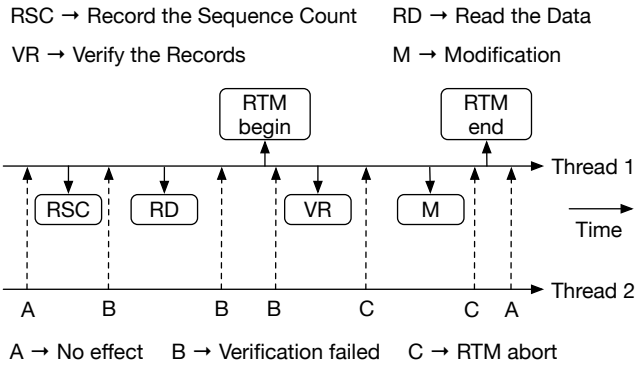 RSC → Record the Sequence Count RD → Read the Data
VR → Verify the Records M → Modification
RTM begin RTM end
Thread 1
RSC RD VR M
Time
Thread 2
A B B B C C A
A → No effect B → Verification failed C → RTM abort